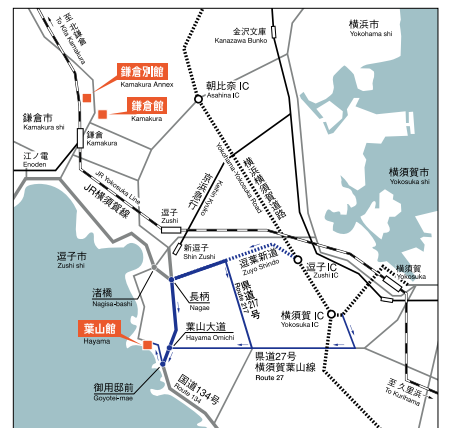 至 北鎌倉
To Kita Kamakura
金沢文庫
Kanazawa Bunko
横浜市
Yokohama shi
鎌倉別館
Kamakura Annex
朝比奈 IC
Asahina IC
鎌倉館
Kamakura
鎌倉市
Kamakura shi
鎌倉
Kamakura
江ノ電
Enoden
JR Yokosuka Line
JR横須賀線
京浜急行
Keihin Kyuko
横浜横須賀道路
Yokohama-Yokosuka Road
横須賀市
Yokosuka shi
逗子
Zushi
新逗子
Shin Zushi
逗子市
Zushi shi
逗葉新道
Zuyo Shindo
逗子 IC
Zushi IC
横須賀
Yokosuka
渚橋
Nagisa-bashi
長柄
Nagae
県道217号
Route 217
横須賀 IC
Yokosuka IC
葉山館
Hayama
葉山大道
Hayama Omichi
県道27号
横須賀葉山線
Route 27
御用邸前
Goyotei-mae
国道134号
Route 134
至 久里浜
To Kurihama